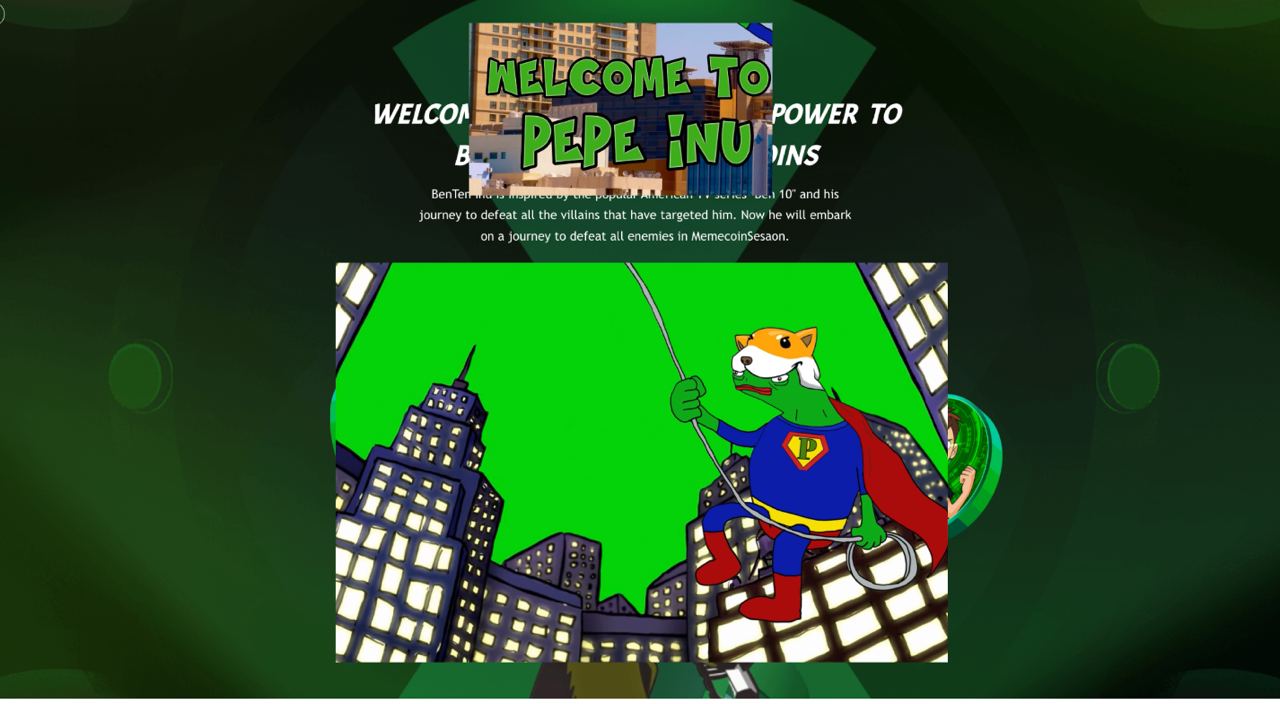 WELCOME TO
PEPE INU
POWER TO
BenTen Inu is inspired by the popular American TV series "Ben 10" and his
journey to defeat all the villains that have targeted him. Now he will embark
on a journey to defeat all enemies in MemecoinSesaon.
P